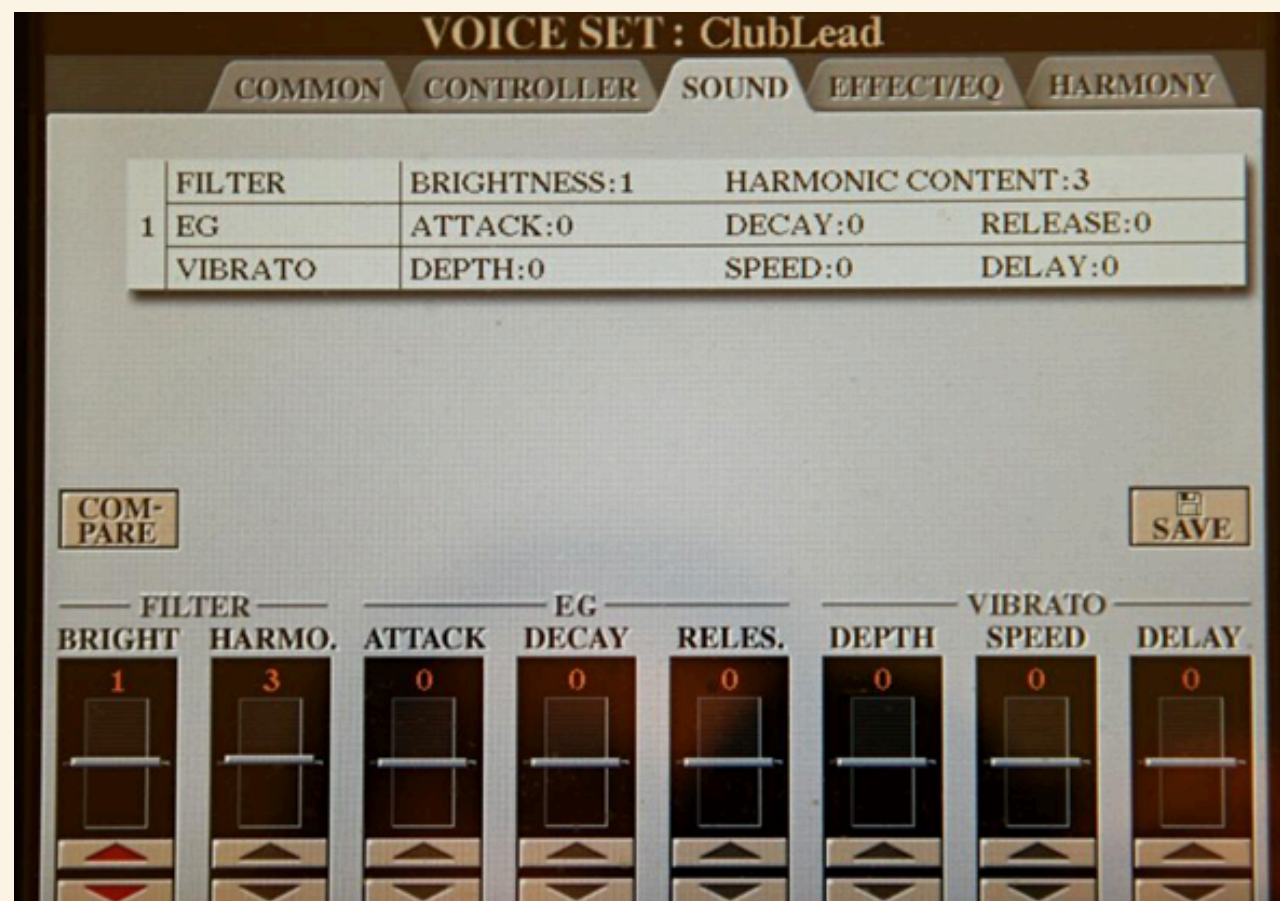 VOICE SET : ClubLead
COMMON CONTROLLER SOUND EFFECT/EQ HARMONY
FILTER BRIGHTNESS:1 HARMONIC CONTENT:3
1 EG ATTACK:0 DECAY:0 RELEASE:0
VIBRATO DEPTH:0 SPEED:0 DELAY:0
COM-
PARE
SAVE
FILTER EG VIBRATO
BRIGHT HARMO. ATTACK DECAY RELES. DEPTH SPEED DELAY
1 3 0 0 0 0 0 0